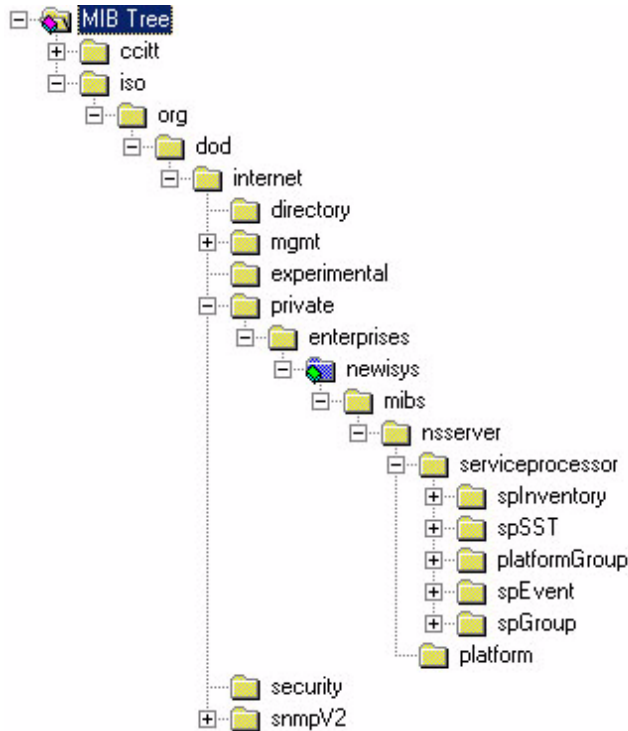 MIB Tree
ccitt
iso
org
dod
internet
directory
mgmt
experimental
private
enterprises
newisys
mibs
nsserver
serviceprocessor
spInventory
spSST
platformGroup
spEvent
spGroup
platform
security
snmpV2